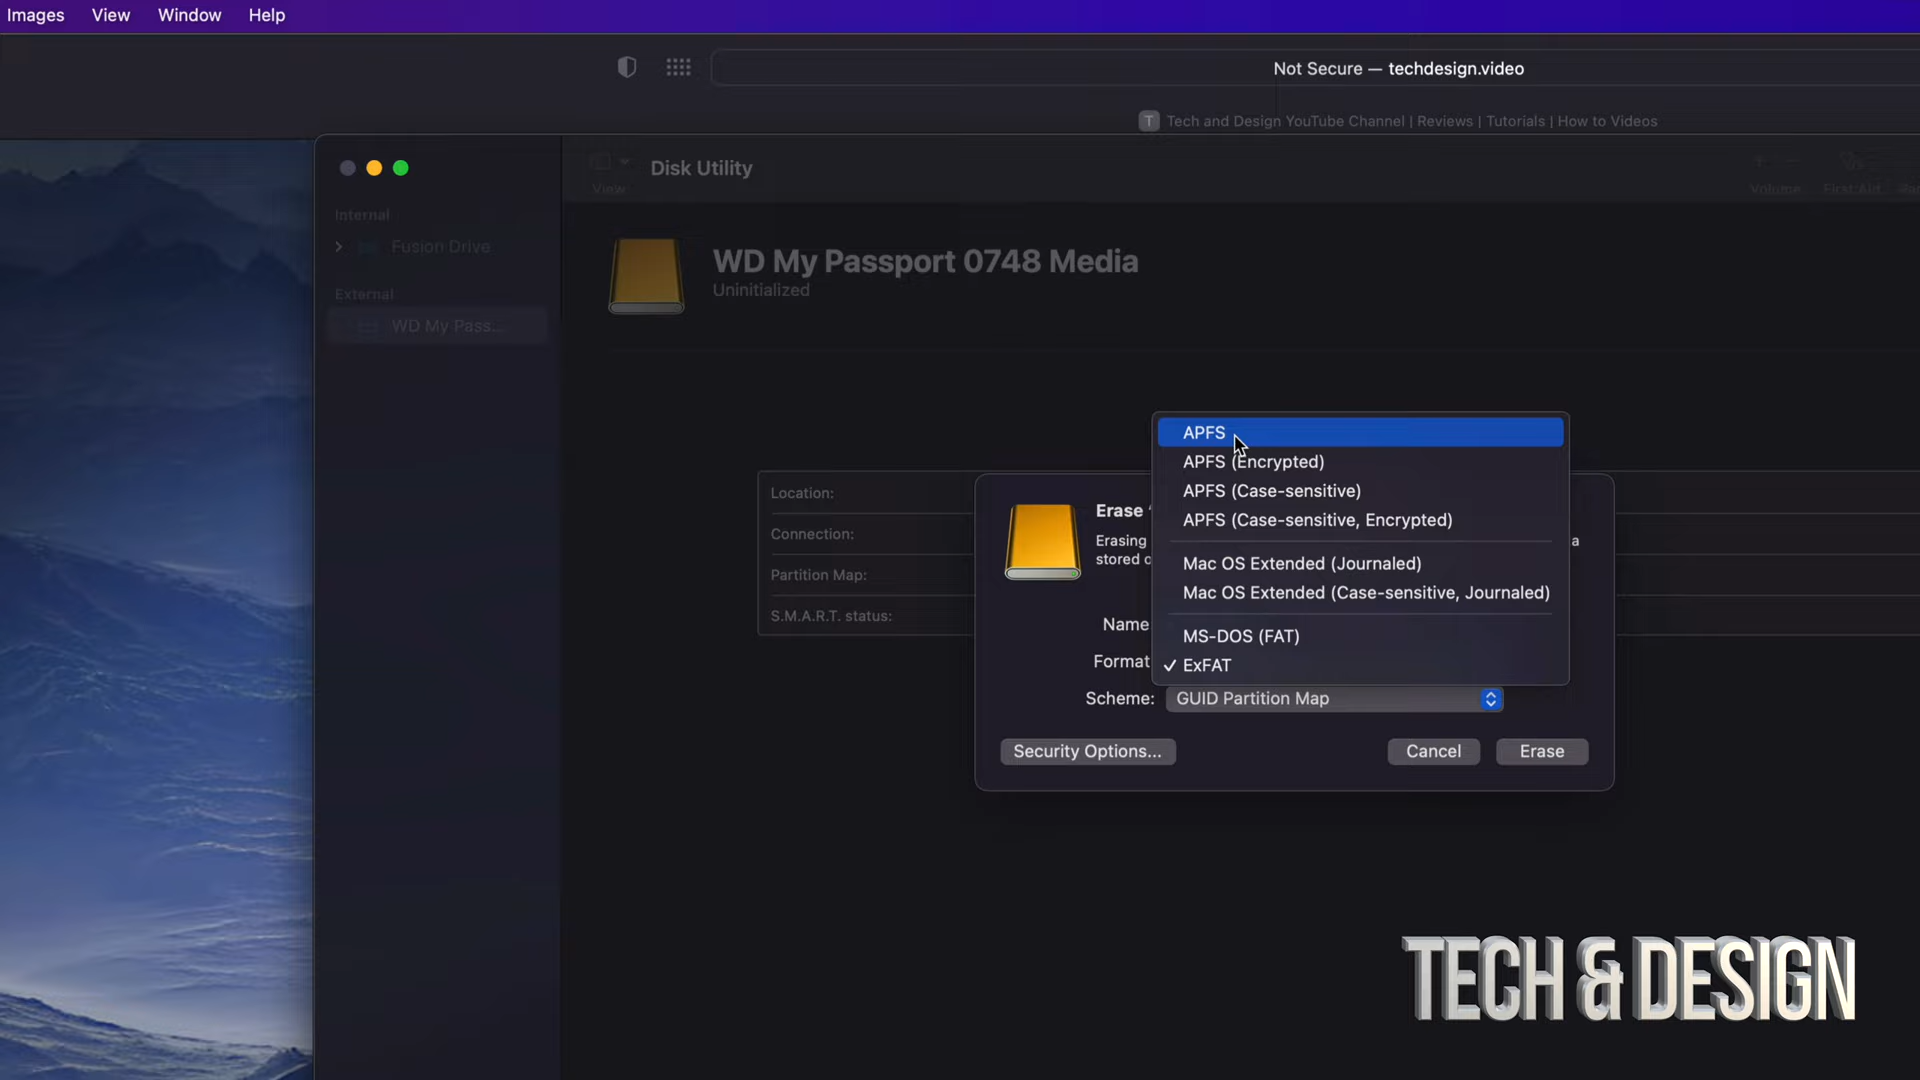 Images View Window Help
Not Secure — techdesign.video
T Tech and Design YouTube Channel | Reviews | Tutorials | How to Videos
Disk Utility
View
Volume First Aid
Internal
Fusion Drive
External
WD My Pass...
WD My Passport 0748 Media
Uninitialized
APFS
APFS (Encrypted)
APFS (Case-sensitive)
APFS (Case-sensitive, Encrypted)
Mac OS Extended (Journaled)
Mac OS Extended (Case-sensitive, Journaled)
MS-DOS (FAT)
✓ ExFAT
Location:
Connection:
Partition Map:
S.M.A.R.T. status:
Erase
Erasing a
stored
Name
Format
Scheme: GUID Partition Map
Security Options... Cancel Erase
TECH & DESIGN